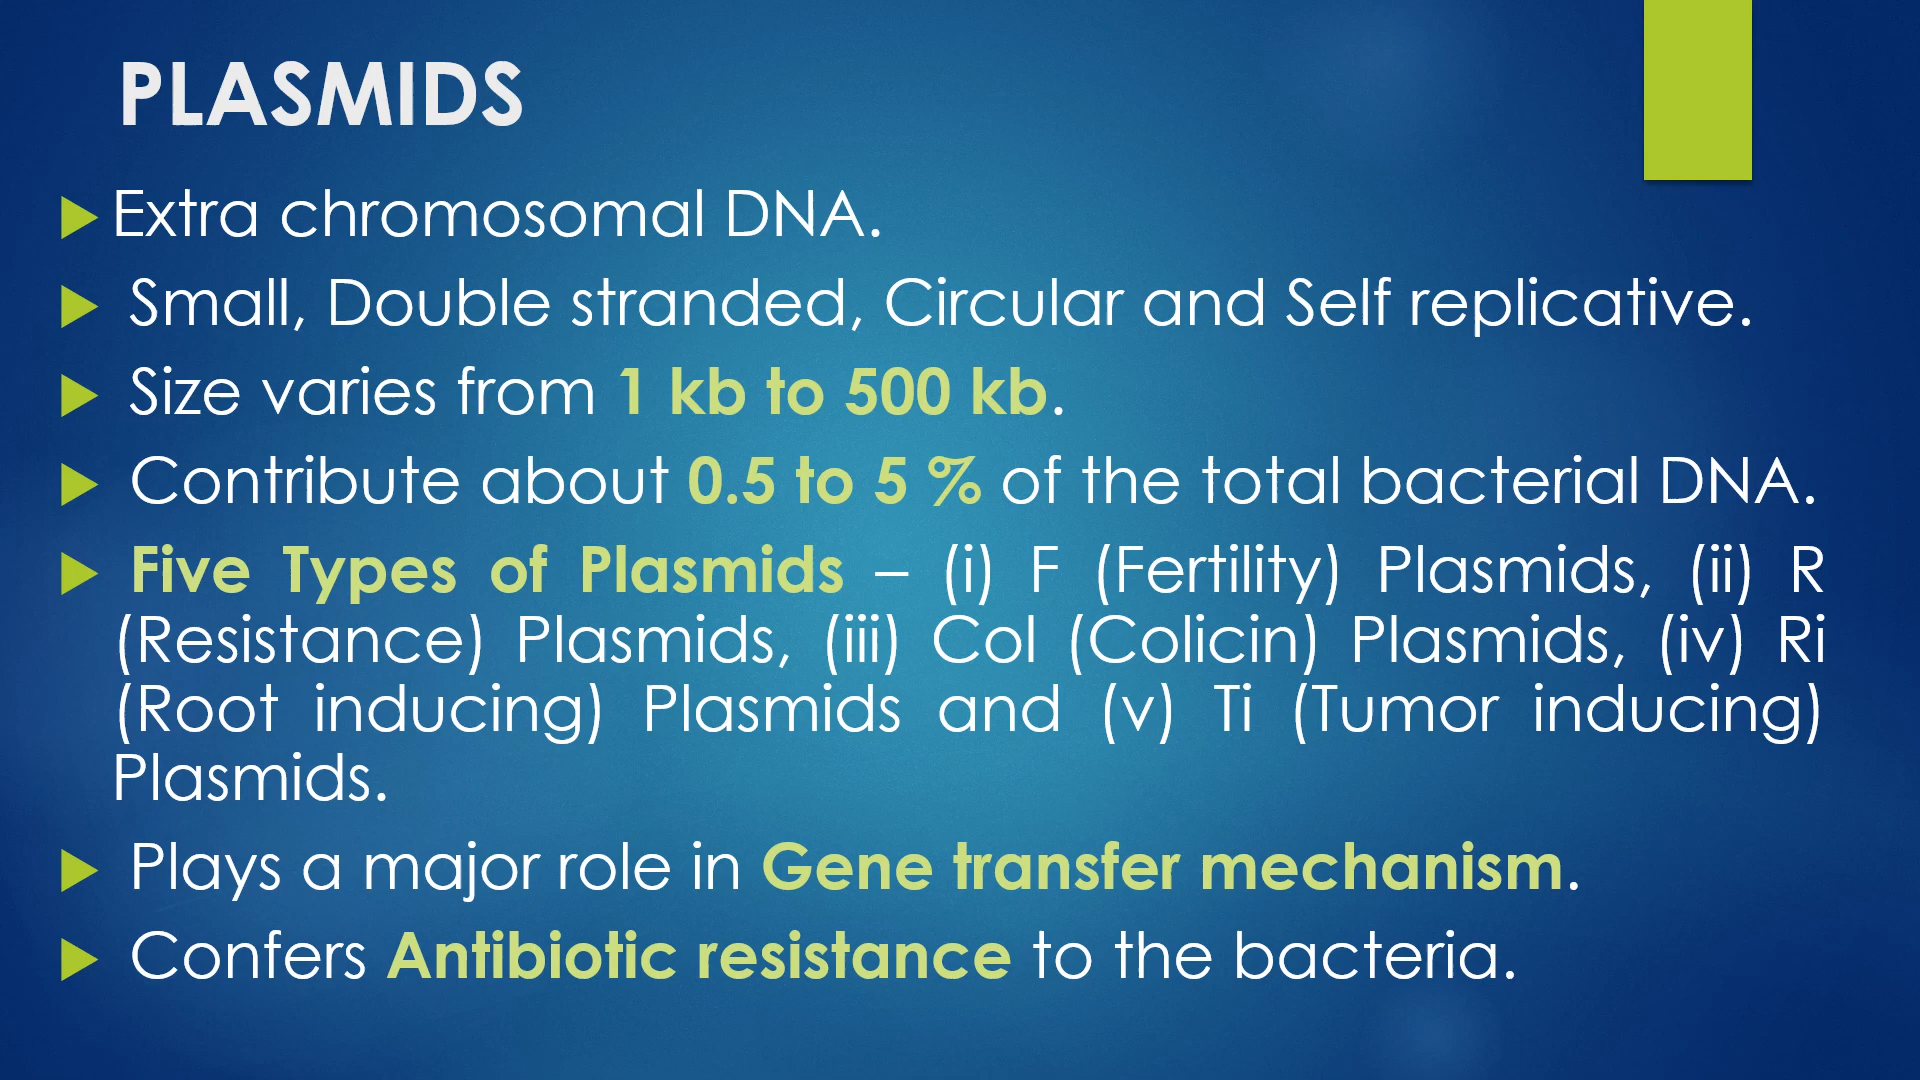 PLASMIDS
Extra chromosomal DNA.
Small, Double stranded, Circular and Self replicative.
Size varies from 1 kb to 500 kb.
Contribute about 0.5 to 5 % of the total bacterial DNA.
Five Types of Plasmids – (i) F (Fertility) Plasmids, (ii) R
(Resistance) Plasmids, (iii) Col (Colicin) Plasmids, (iv) Ri
(Root inducing) Plasmids and (v) Ti (Tumor inducing)
Plasmids.
Plays a major role in Gene transfer mechanism.
Confers Antibiotic resistance to the bacteria.